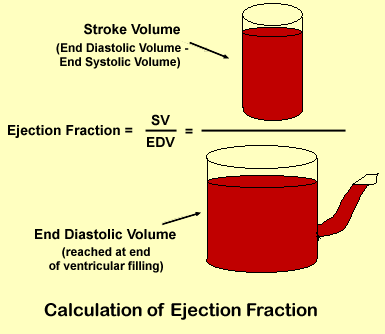 Stroke Volume
(End Diastolic Volume -
End Systolic Volume)
Ejection Fraction = SV =
EDV
End Diastolic Volume
(reached at end
of ventricular filling)
Calculation of Ejection Fraction